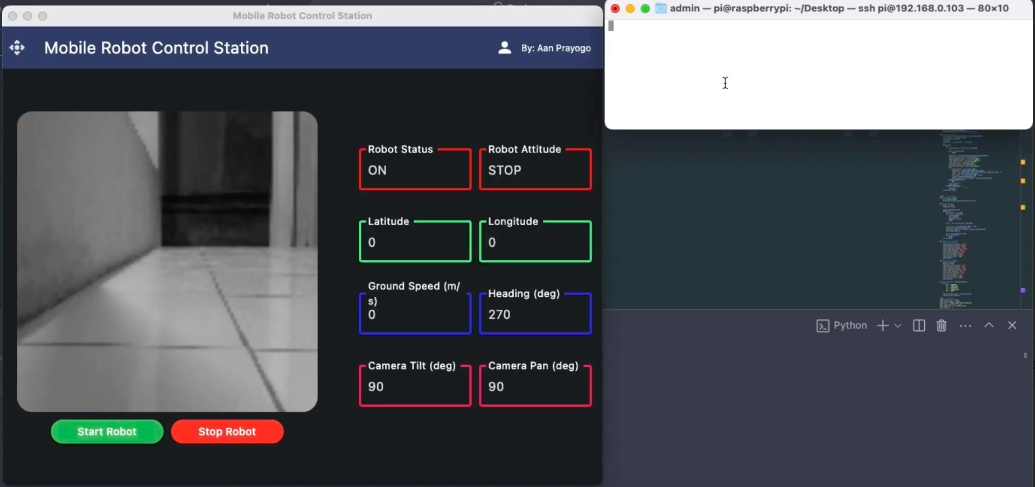 Mobile Robot Control Station
Mobile Robot Control Station
By: Aan Prayogo
Robot Status
Robot Attitude
ON
STOP
Latitude
Longitude
0
0
Ground Speed (m/
s)
Heading (deg)
0
270
Camera Tilt (deg)
Camera Pan (deg)
90
90
Start Robot
Stop Robot
admin — pi@raspberrypi: ~/Desktop — ssh pi@192.168.0.103 — 80×10
Python